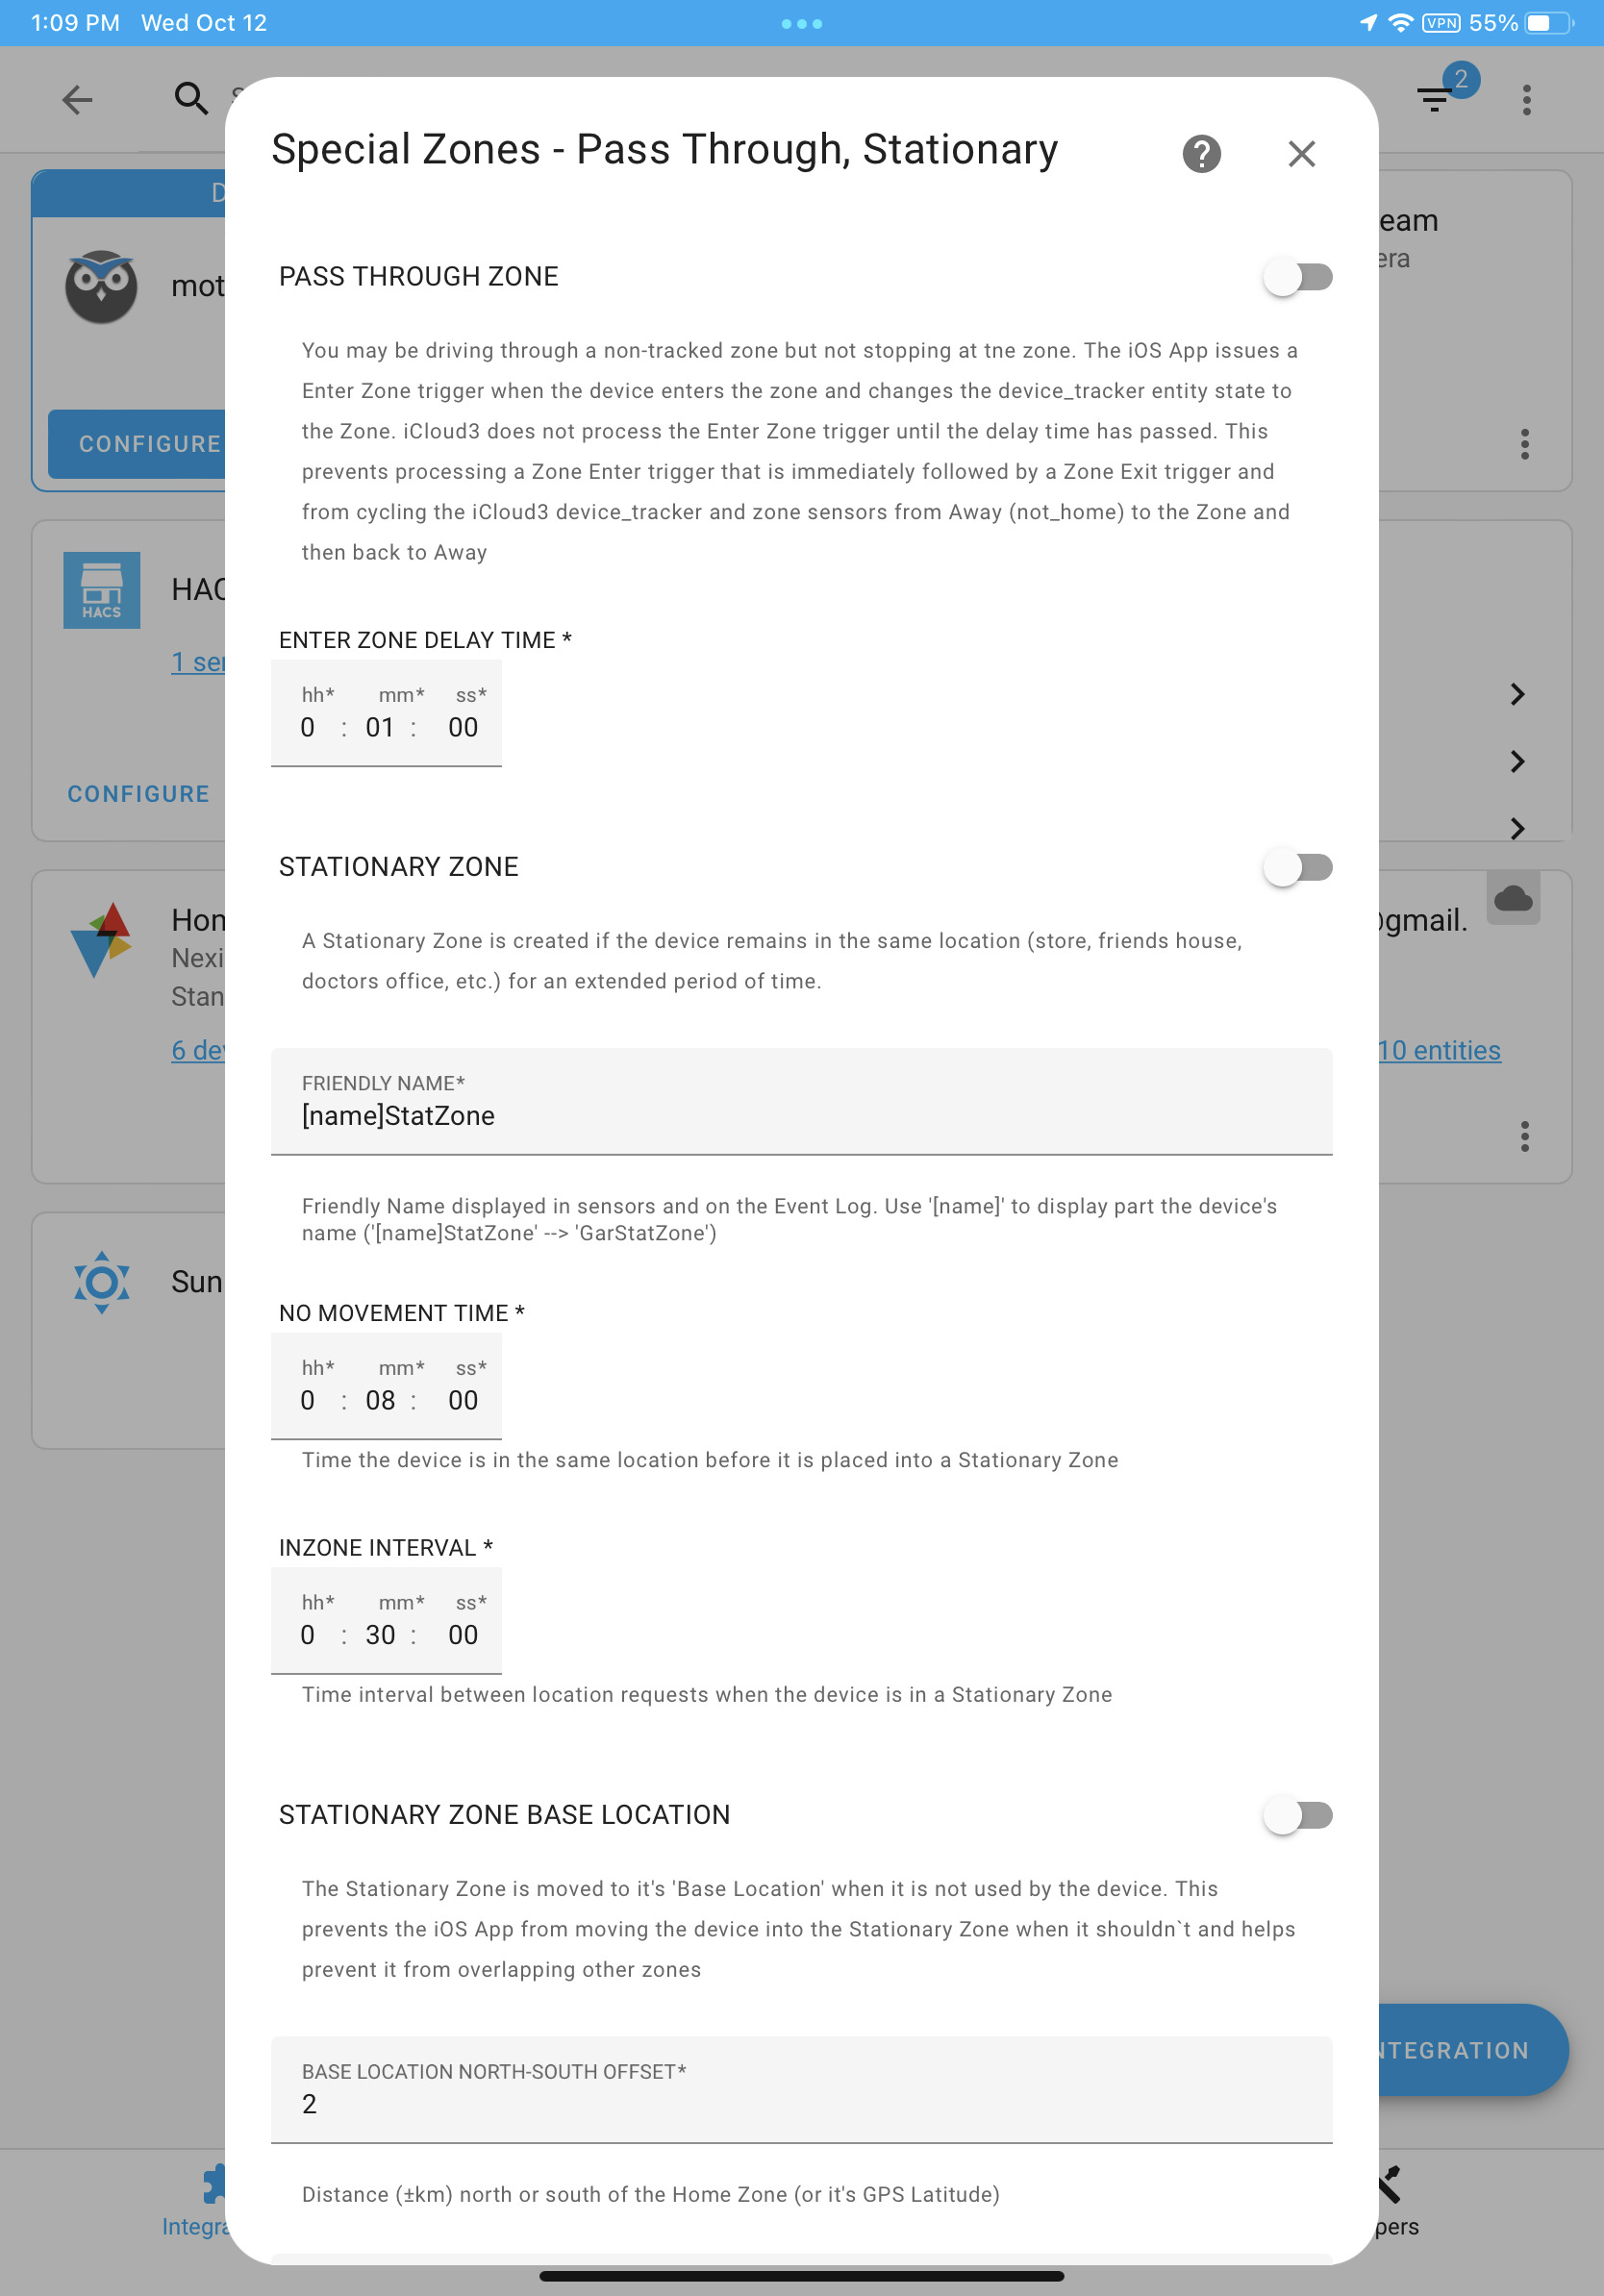 1:09 PM Wed Oct 12
VPN 55%
2
Special Zones - Pass Through, Stationary
PASS THROUGH ZONE
You may be driving through a non-tracked zone but not stopping at tne zone. The iOS App issues a
Enter Zone trigger when the device enters the zone and changes the device_tracker entity state to
the Zone. iCloud3 does not process the Enter Zone trigger until the delay time has passed. This
prevents processing a Zone Enter trigger that is immediately followed by a Zone Exit trigger and
from cycling the iCloud3 device_tracker and zone sensors from Away (not_home) to the Zone and
then back to Away
ENTER ZONE DELAY TIME *
hh* mm* ss*
0 : 01 : 00
STATIONARY ZONE
A Stationary Zone is created if the device remains in the same location (store, friends house,
doctors office, etc.) for an extended period of time.
FRIENDLY NAME*
[name]StatZone
Friendly Name displayed in sensors and on the Event Log. Use '[name]' to display part the device's
name ('[name]StatZone' --> 'GarStatZone')
NO MOVEMENT TIME *
hh* mm* ss*
0 : 08 : 00
Time the device is in the same location before it is placed into a Stationary Zone
INZONE INTERVAL *
hh* mm* ss*
0 : 30 : 00
Time interval between location requests when the device is in a Stationary Zone
STATIONARY ZONE BASE LOCATION
The Stationary Zone is moved to it's 'Base Location' when it is not used by the device. This
prevents the iOS App from moving the device into the Stationary Zone when it shouldn`t and helps
prevent it from overlapping other zones
BASE LOCATION NORTH-SOUTH OFFSET*
2
Distance (±km) north or south of the Home Zone (or it's GPS Latitude)
D
mot
CONFIGURE
eam
era
HACS
HAC
1 ser
CONFIGURE
Hon
Nexi
Stan
6 dev
@gmail.
10 entities
Sun
NTEGRATION
Integra
pers